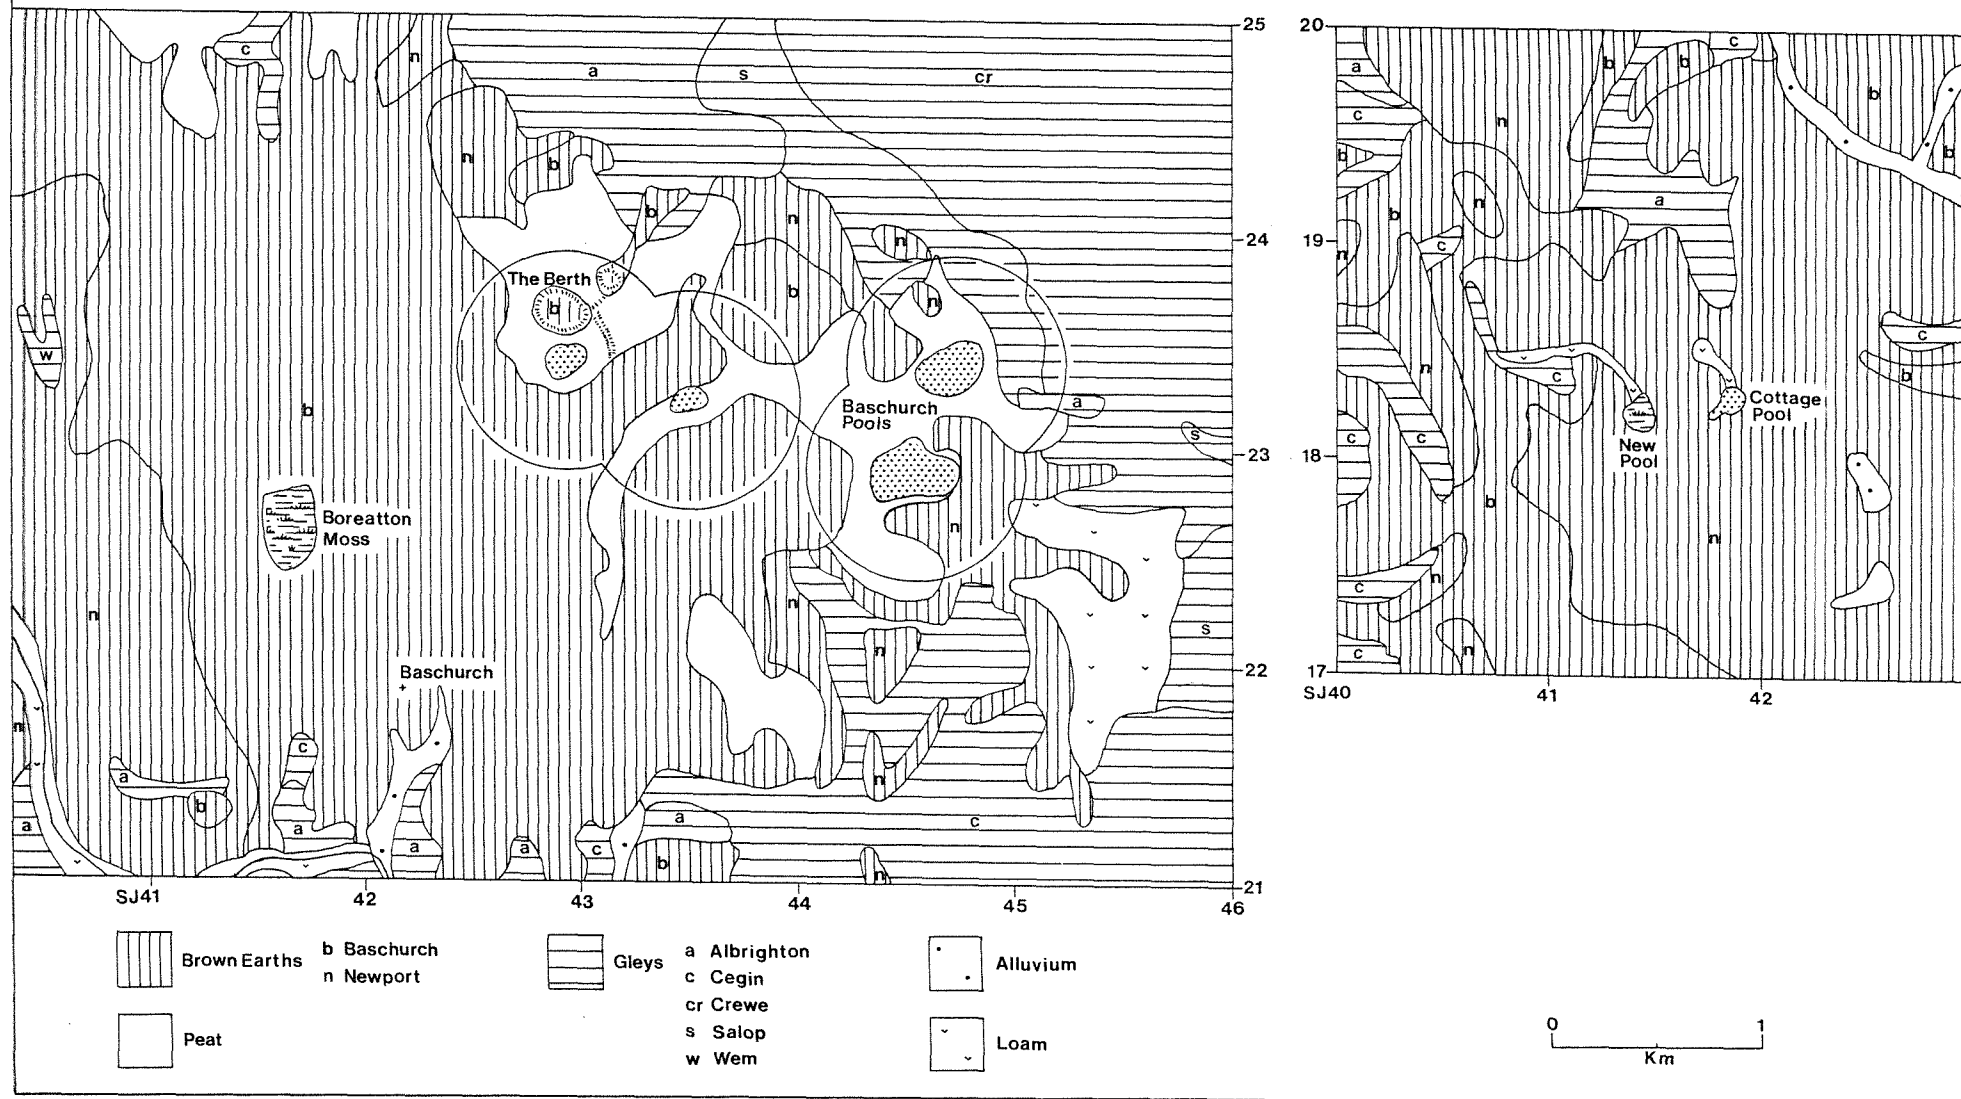 25
24
23
22
21
SJ41
42
43
44
45
46
c
n
a
s
cr
n
b
b
n
n
The Berth
b
b
n
w
b
Baschurch
Pools
a
s
Boreatton
Moss
n
n
n
s
n
Baschurch
n
c
a
b
a
a
a
a
c
a
b
n
c
n
20
19
18
17
SJ40
41
42
a
c
b
b
c
b
n
b
b
n
b
a
n
c
c
b
n
c
Cottage
Pool
New
Pool
c
c
b
n
c
n
c
n
Brown Earths
b Baschurch
n Newport
Gleys
a Albrighton
c Cegin
cr Crewe
s Salop
w Wem
Alluvium
Peat
Loam
0 1
Km